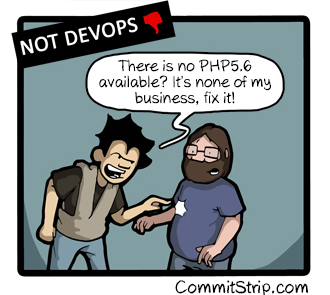 NOT DEVOPS
There is no PHP5.6
available? It's none of my
business, fix it!
CommitStrip.com